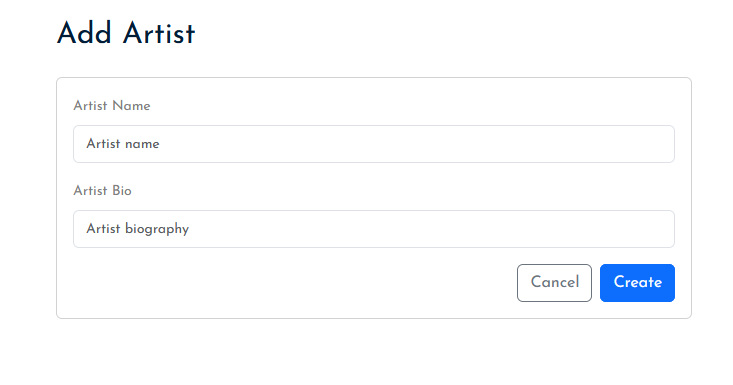 Add Artist
Artist Name
Artist name
Artist Bio
Artist biography
Cancel Create